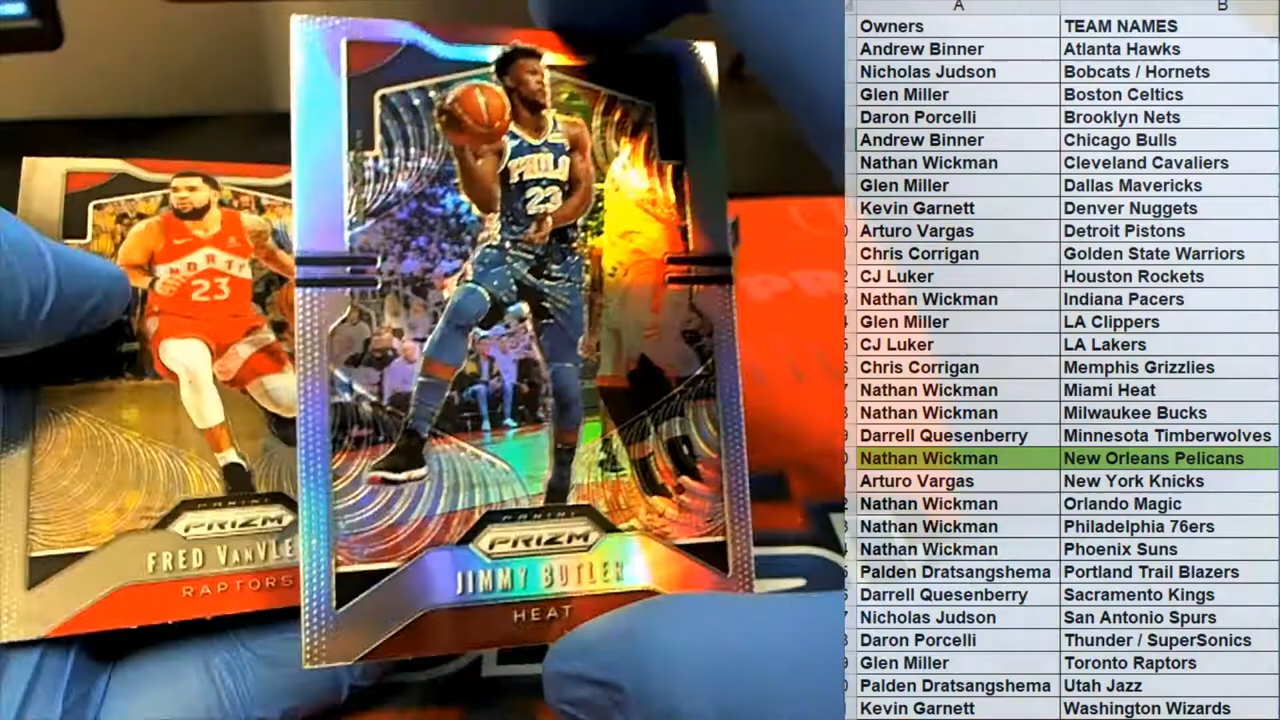 NORTH
23
PANINI
PRIZM
FRED VANVLE
RAPTORS
PHILA
23
PANINI
PRIZM
JIMMY BUTLER
HEAT
A B
Owners TEAM NAMES
Andrew Binner Atlanta Hawks
Nicholas Judson Bobcats / Hornets
Glen Miller Boston Celtics
Daron Porcelli Brooklyn Nets
Andrew Binner Chicago Bulls
Nathan Wickman Cleveland Cavaliers
Glen Miller Dallas Mavericks
Kevin Garnett Denver Nuggets
Arturo Vargas Detroit Pistons
Chris Corrigan Golden State Warriors
CJ Luker Houston Rockets
Nathan Wickman Indiana Pacers
Glen Miller LA Clippers
CJ Luker LA Lakers
Chris Corrigan Memphis Grizzlies
Nathan Wickman Miami Heat
Nathan Wickman Milwaukee Bucks
Darrell Quesenberry Minnesota Timberwolves
Nathan Wickman New Orleans Pelicans
Arturo Vargas New York Knicks
Nathan Wickman Orlando Magic
Nathan Wickman Philadelphia 76ers
Nathan Wickman Phoenix Suns
Palden Dratsangshema Portland Trail Blazers
Darrell Quesenberry Sacramento Kings
Nicholas Judson San Antonio Spurs
Daron Porcelli Thunder / SuperSonics
Glen Miller Toronto Raptors
Palden Dratsangshema Utah Jazz
Kevin Garnett Washington Wizards